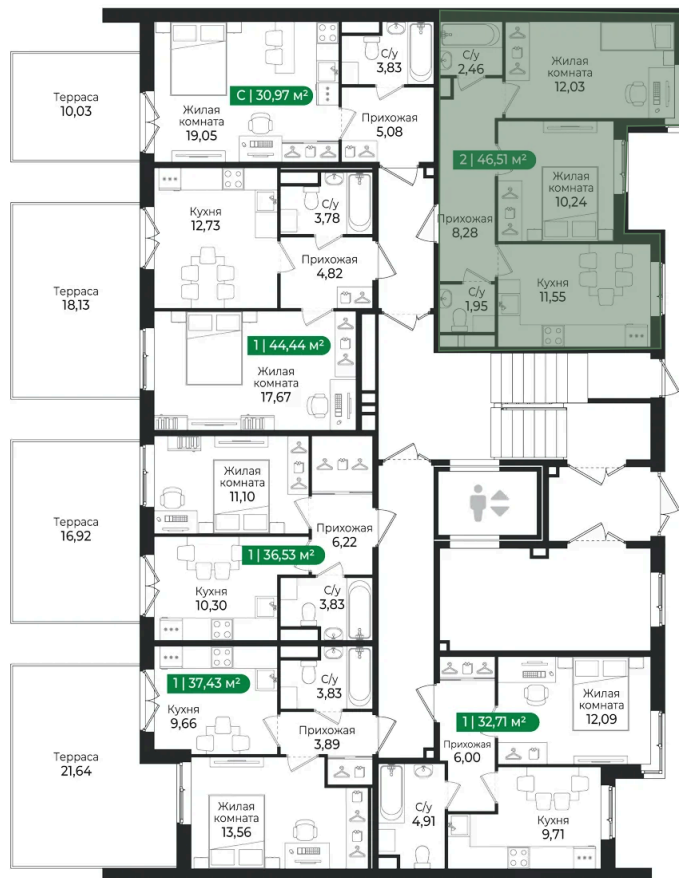 Терраса
10,03
С | 30,97 м²
Жилая
комната
19,05
С/у
3,83
Прихожая
5,08
С/у
2,46
Жилая
комната
12,03
2 | 46,51 м²
Жилая
комната
10,24
Прихожая
8,28
С/у
1,95
Кухня
11,55
Терраса
18,13
Кухня
12,73
С/у
3,78
Прихожая
4,82
1 | 44,44 м²
Жилая
комната
17,67
Терраса
16,92
Жилая
комната
11,10
Прихожая
6,22
1 | 36,53 м²
Кухня
10,30
С/у
3,83
Терраса
21,64
1 | 37,43 м²
Кухня
9,66
С/у
3,83
Прихожая
3,89
Жилая
комната
13,56
1 | 32,71 м²
Жилая
комната
12,09
Прихожая
6,00
С/у
4,91
Кухня
9,71